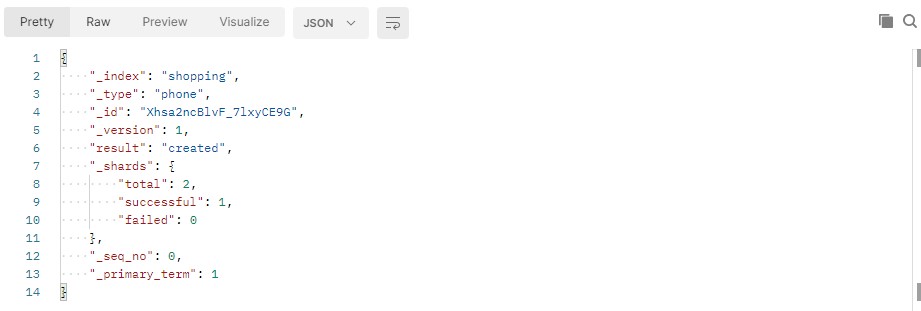 Pretty Raw Preview Visualize JSON
1 {
2 "_index": "shopping",
3 "_type": "phone",
4 "_id": "Xhsa2ncBlvF_7lxyCE9G",
5 "_version": 1,
6 "result": "created",
7 "_shards": {
8 "total": 2,
9 "successful": 1,
10 "failed": 0
11 },
12 "_seq_no": 0,
13 "_primary_term": 1
14 }